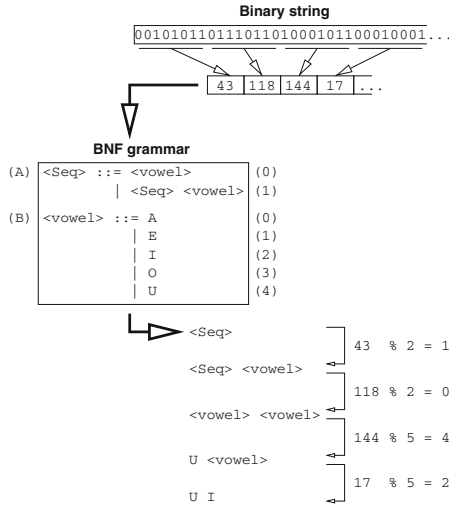 Binary string
00101011011101101000101100010001...
43 118 144 17 ...
BNF grammar
(A) <Seq> ::= <vowel> (0)
| <Seq> <vowel> (1)
(B) <vowel> ::= A (0)
| E (1)
| I (2)
| O (3)
| U (4)
<Seq>
43 % 2 = 1
<Seq> <vowel>
118 % 2 = 0
<vowel> <vowel>
144 % 5 = 4
U <vowel>
17 % 5 = 2
U I